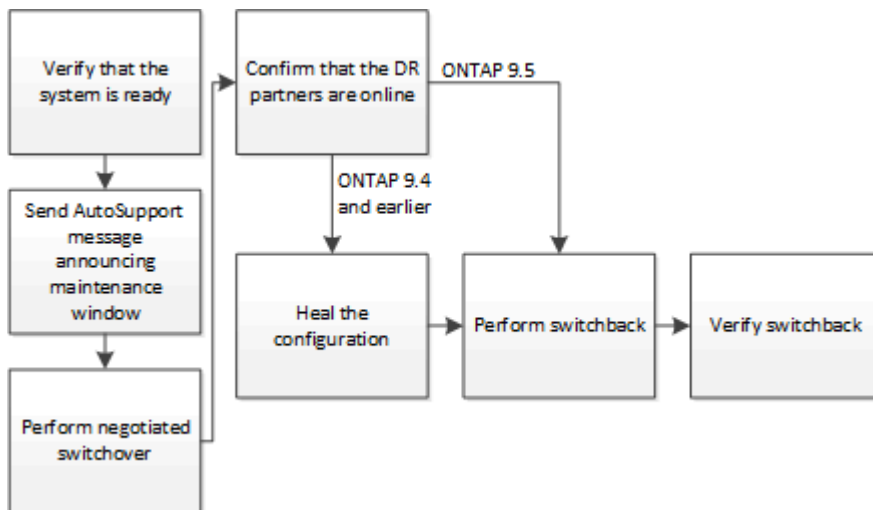 Verify that the
system is ready
Send AutoSupport
message
announcing
maintenance
window
Perform negotiated
switchover
Confirm that the DR
partners are online
ONTAP 9.5
ONTAP 9.4
and earlier
Heal the
configuration
Perform switchback
Verify switchback